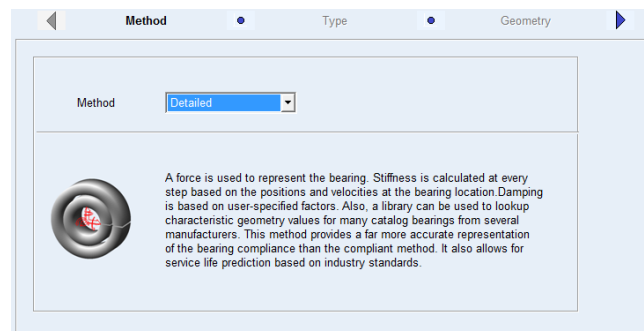 Method Type Geometry
Method Detailed
A force is used to represent the bearing. Stiffness is calculated at every
step based on the positions and velocities at the bearing location.Damping
is based on user-specified factors. Also, a library can be used to lookup
characteristic geometry values for many catalog bearings from several
manufacturers. This method provides a far more accurate representation
of the bearing compliance than the compliant method. It also allows for
service life prediction based on industry standards.